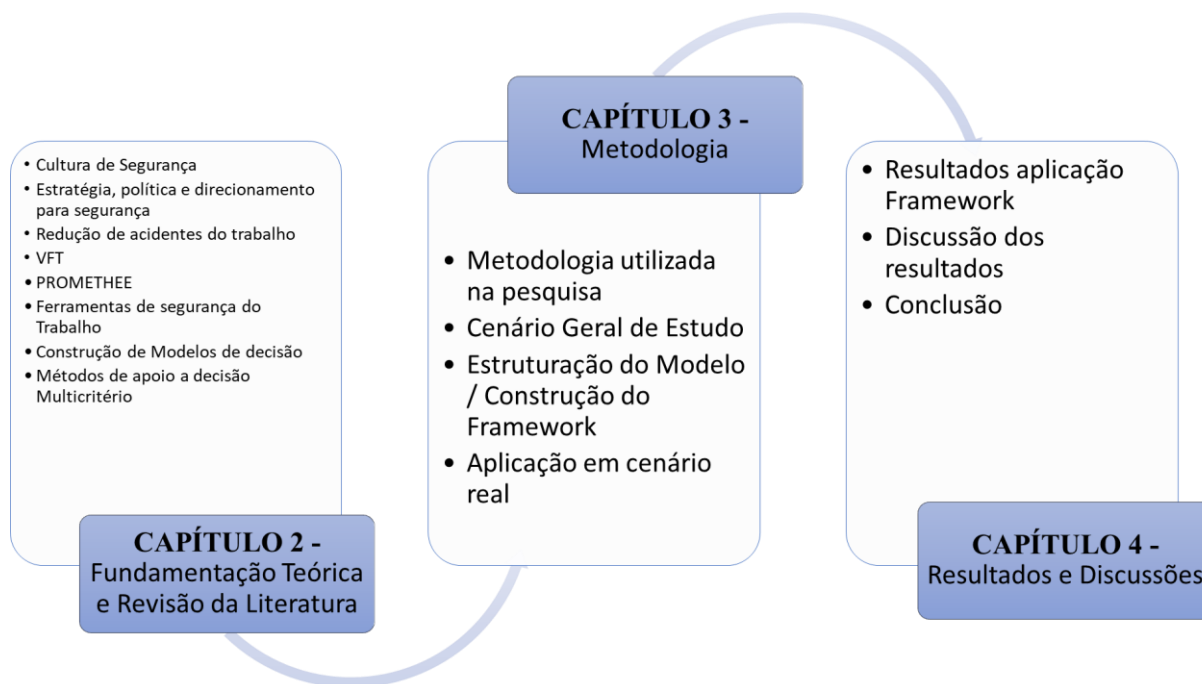 • Cultura de Segurança
• Estratégia, política e direcionamento
para segurança
• Redução de acidentes do trabalho
• VFT
• PROMETHEE
• Ferramentas de segurança do
Trabalho
• Construção de Modelos de decisão
• Métodos de apoio a decisão
Multicritério
CAPÍTULO 2 -
Fundamentação Teórica
e Revisão da Literatura
CAPÍTULO 3 -
Metodologia
• Metodologia utilizada
na pesquisa
• Cenário Geral de Estudo
• Estruturação do Modelo
/ Construção do
Framework
• Aplicação em cenário
real
• Resultados aplicação
Framework
• Discussão dos
resultados
• Conclusão
CAPÍTULO 4 -
Resultados e Discussões